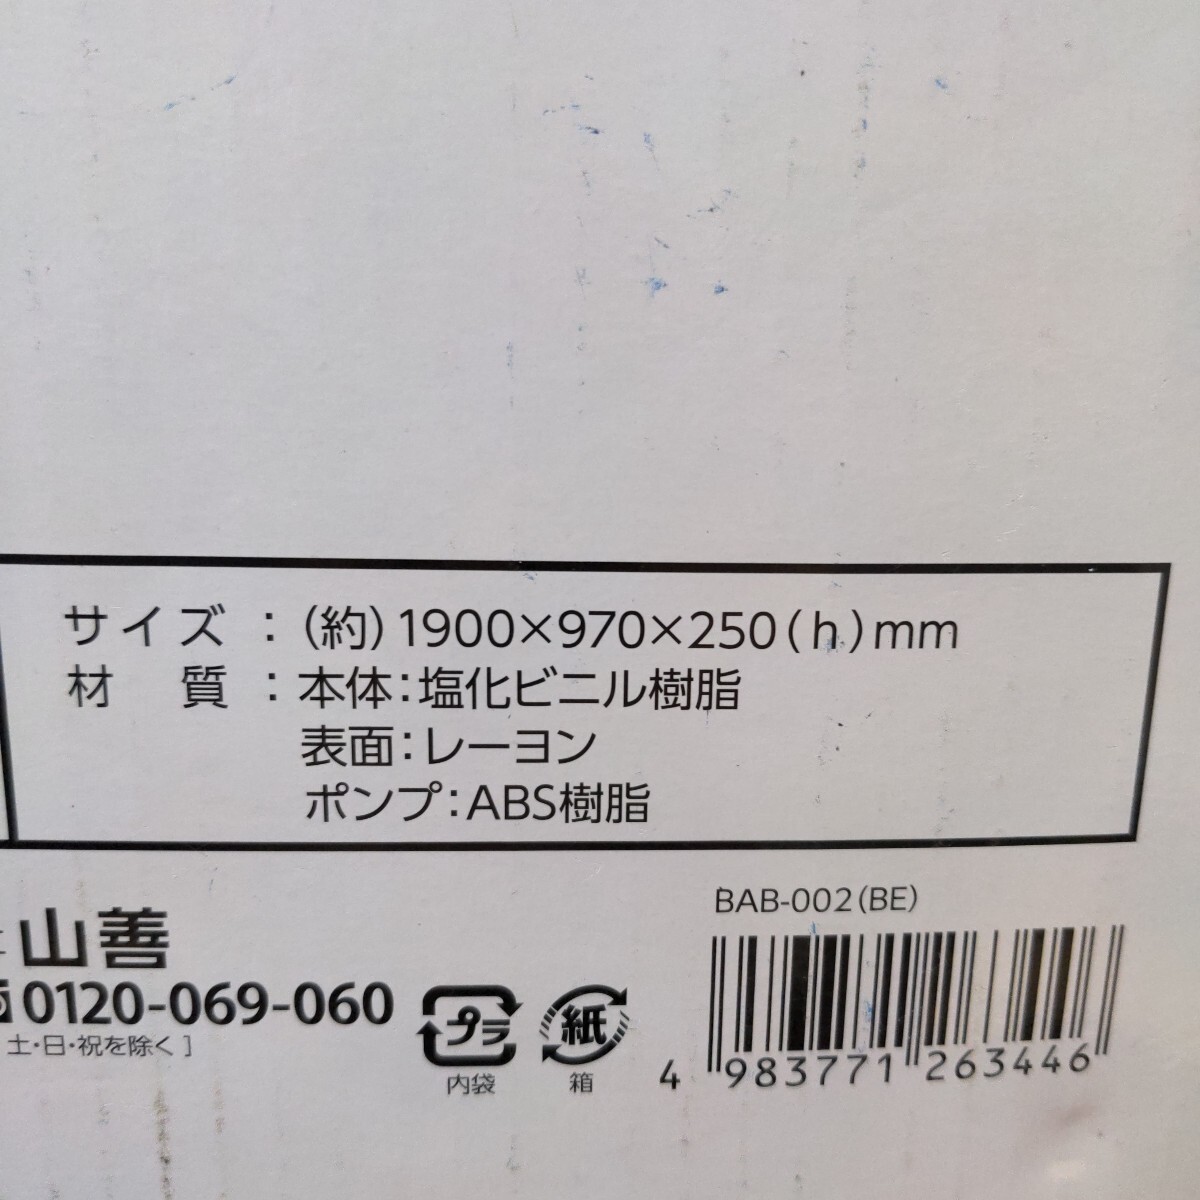 サイズ：(約)1900×970×250(h)mm
材　質：本体：塩化ビニル樹脂
表面：レーヨン
ポンプ：ABS樹脂
BAB-002(BE)
山善
0120-069-060
土・日・祝を除く］
プラ
内袋
紙
箱
4 983771 263446